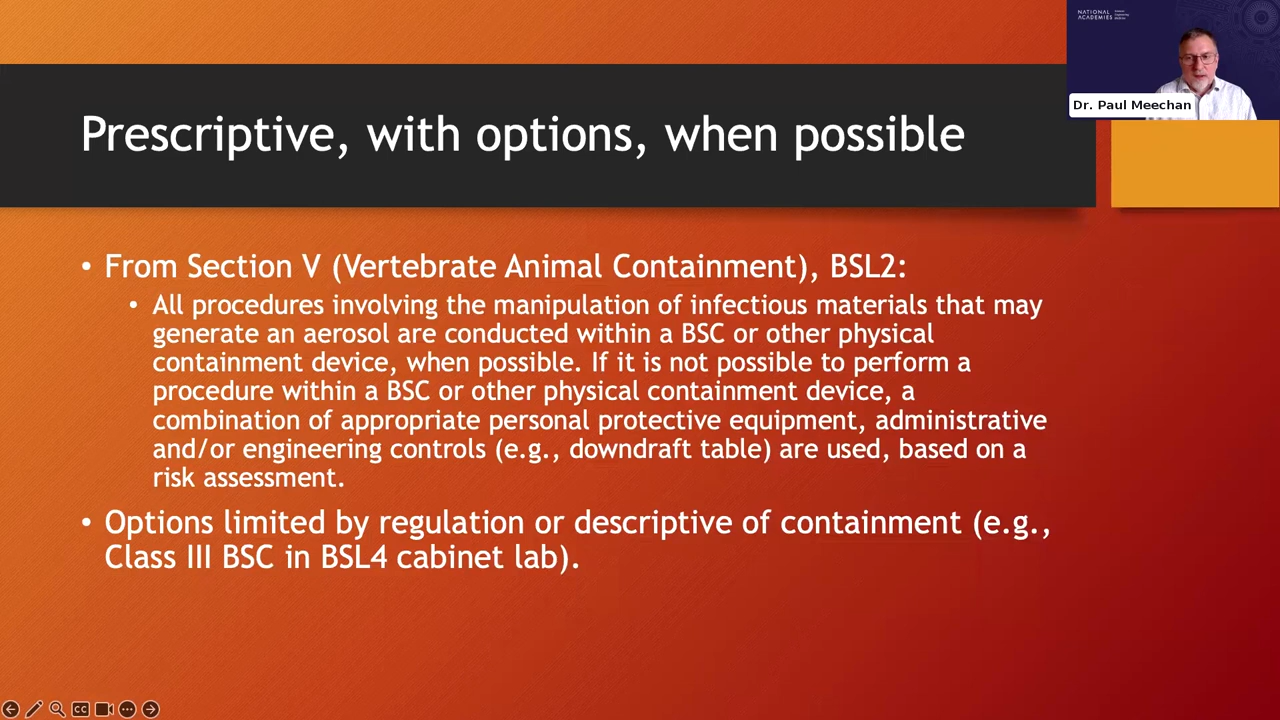 NATIONAL
ACADEMIES
Dr. Paul Meechan
Prescriptive, with options, when possible
• From Section V (Vertebrate Animal Containment), BSL2:
• All procedures involving the manipulation of infectious materials that may
generate an aerosol are conducted within a BSC or other physical
containment device, when possible. If it is not possible to perform a
procedure within a BSC or other physical containment device, a
combination of appropriate personal protective equipment, administrative
and/or engineering controls (e.g., downdraft table) are used, based on a
risk assessment.
• Options limited by regulation or descriptive of containment (e.g.,
Class III BSC in BSL4 cabinet lab).
CC